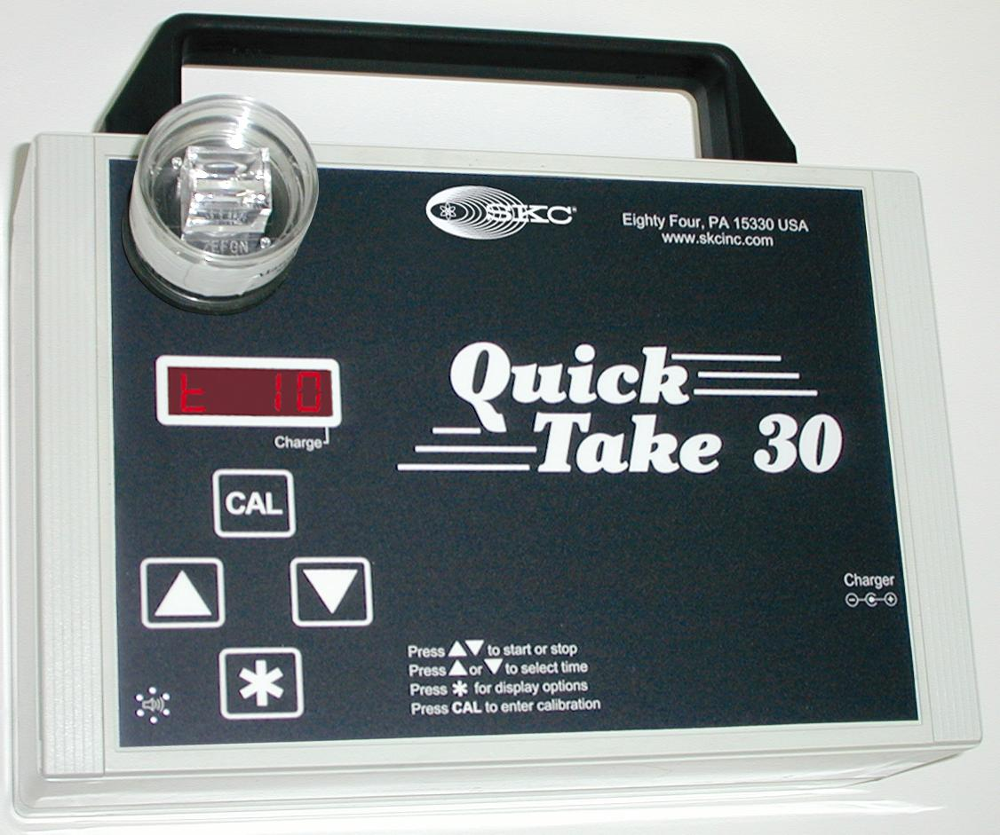 SKC®
Eighty Four, PA 15330 USA
www.skcinc.com
ZEFON
Quick
Take 30
t 10
Charge
CAL
Charger
Press ▲▼ to start or stop
Press ▲ or ▼ to select time
Press * for display options
Press CAL to enter calibration
*